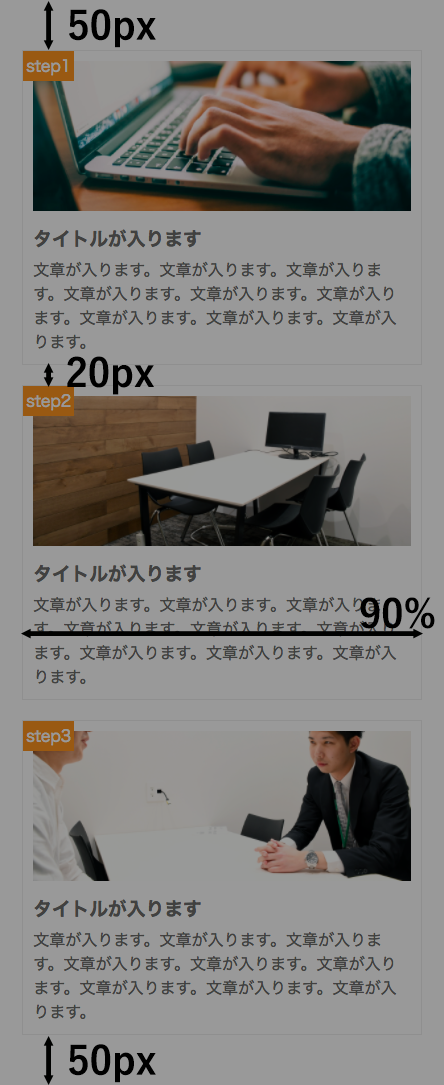 50px
step1
タイトルが入ります
文章が入ります。文章が入ります。文章が入りま
す。文章が入ります。文章が入ります。文章が入り
ます。文章が入ります。文章が入ります。文章が入
ります。
20px
step2
タイトルが入ります
文章が入ります。文章が入ります。文章が入りま
90%
す。文章が入ります。文章が入ります。文章が入り
ます。文章が入ります。文章が入ります。文章が入
ります。
step3
タイトルが入ります
文章が入ります。文章が入ります。文章が入りま
す。文章が入ります。文章が入ります。文章が入り
ます。文章が入ります。文章が入ります。文章が入
ります。
50px